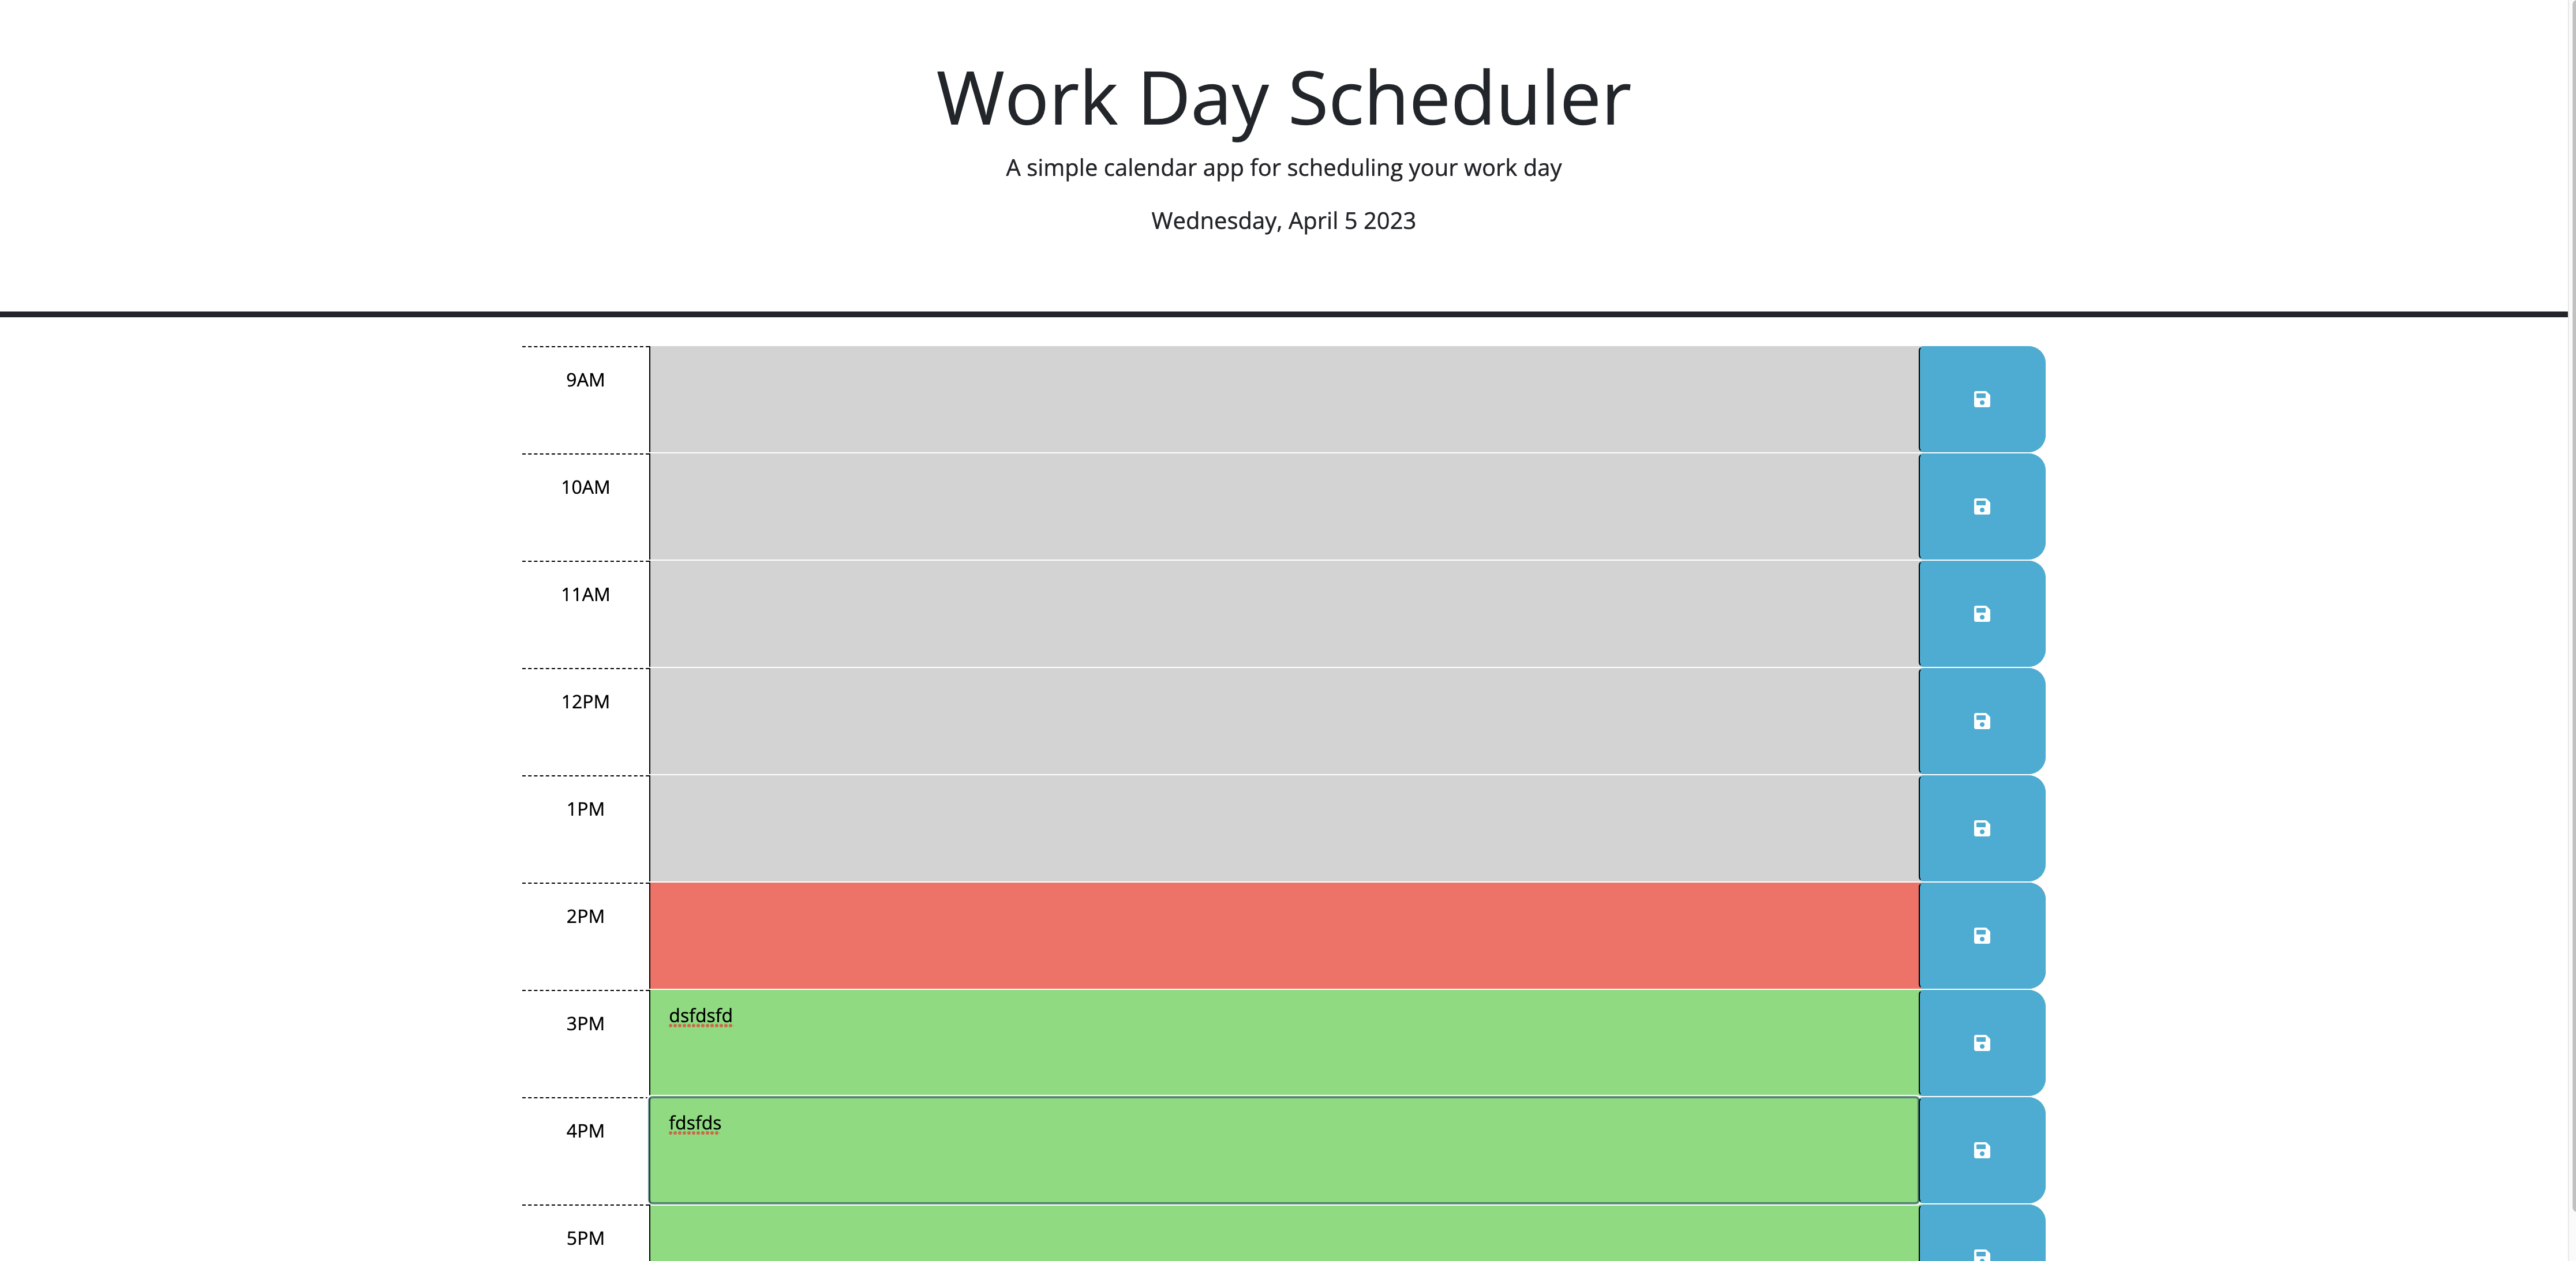 Work Day Scheduler
A simple calendar app for scheduling your work day
Wednesday, April 5 2023
9AM
10AM
11AM
12PM
1PM
2PM
3PM
dsfdsfd
4PM
fdsfds
5PM